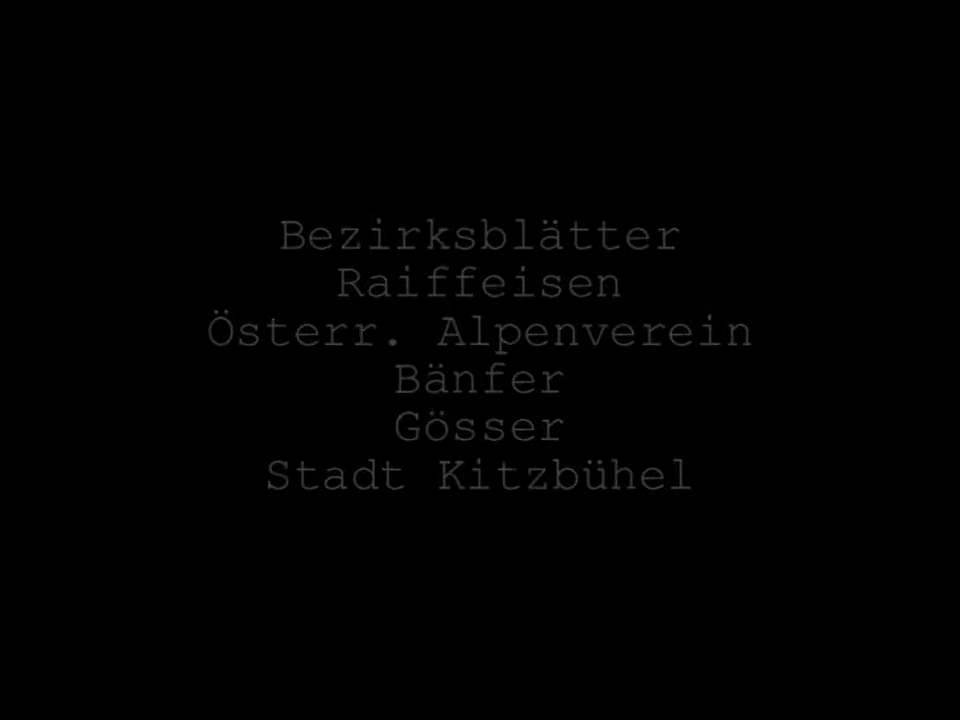 Bezirksblätter
Raiffeisen
Österr. Alpenverein
Bänfer
Gösser
Stadt Kitzbühel